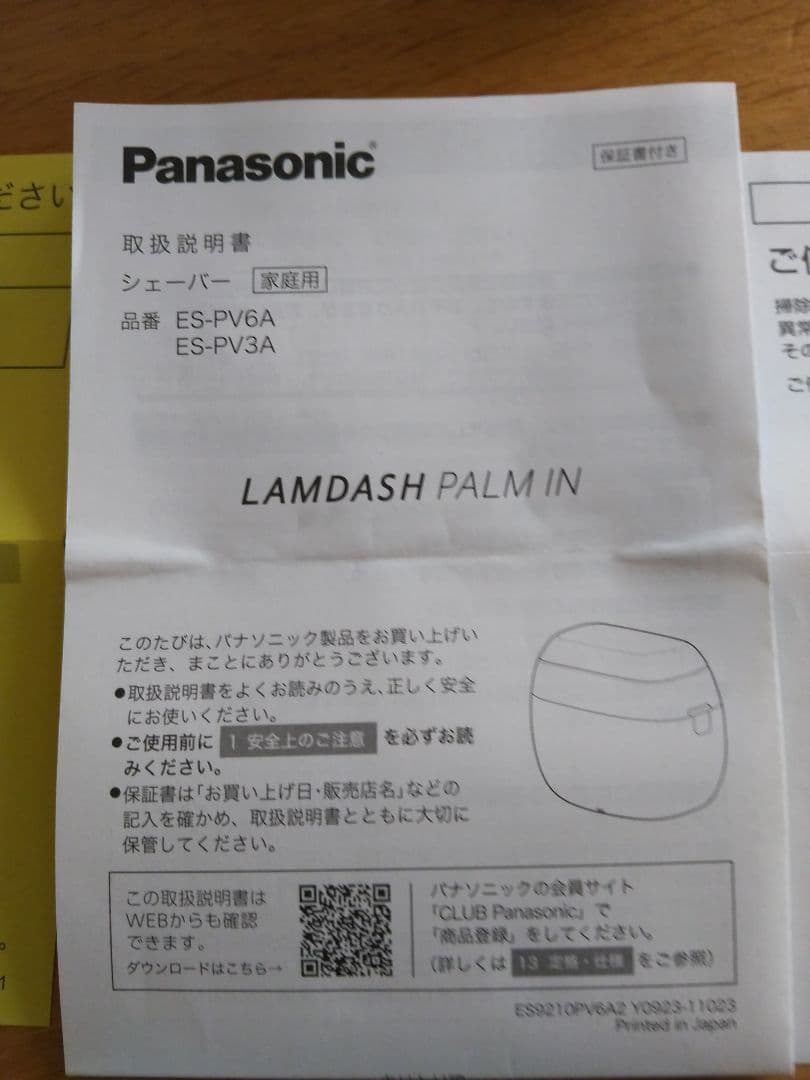 Panasonic®
保証書付き
取扱説明書
シェーバー 家庭用
品番 ES-PV6A
ES-PV3A
LAMDASH PALM IN
このたびは、パナソニック製品をお買い上げい
ただき、まことにありがとうございます。
●取扱説明書をよくお読みのうえ、正しく安全
にお使いください。
●ご使用前に 1 安全上のご注意 を必ずお読
みください。
●保証書は「お買い上げ日・販売店名」などの
記入を確かめ、取扱説明書とともに大切に
保管してください。
この取扱説明書は
WEBからも確認
できます。
ダウンロードはこちら→
パナソニックの会員サイト
「CLUB Panasonic」で
「商品登録」をしてください。
(詳しくは 13 定格・仕様 をご参照)
ES9210PV6A2 Y0923-11023
Printed in Japan
ださい
。
1
ご
掃除
異常
その
ご